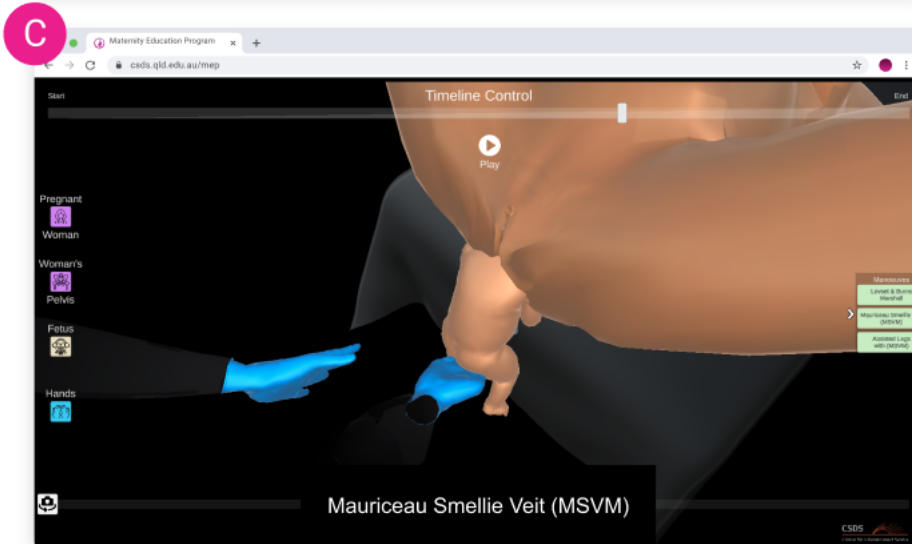 C
Maternity Education Program
csds.qld.edu.au/mep
Start
Timeline Control
End
Play
Pregnant
Woman
Woman's
Pelvis
Fetus
Hands
Manoeuvres
Lovset & Burns
Marshall
Mauriceau Smellie
(MSVM)
Assisted Legs
with (MSVM)
Mauriceau Smellie Veit (MSVM)
CSDS